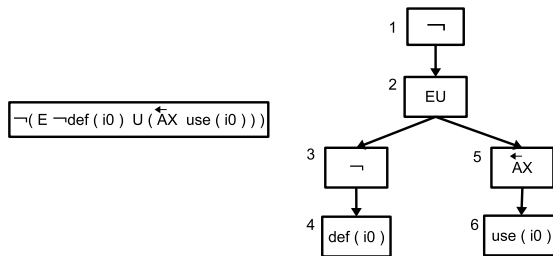 1 ¬
2 EU
¬( E ¬def ( i0 ) U ( A⃖X use ( i0 ) ) )
3 ¬
5 A⃖X
4 def ( i0 )
6 use ( i0 )